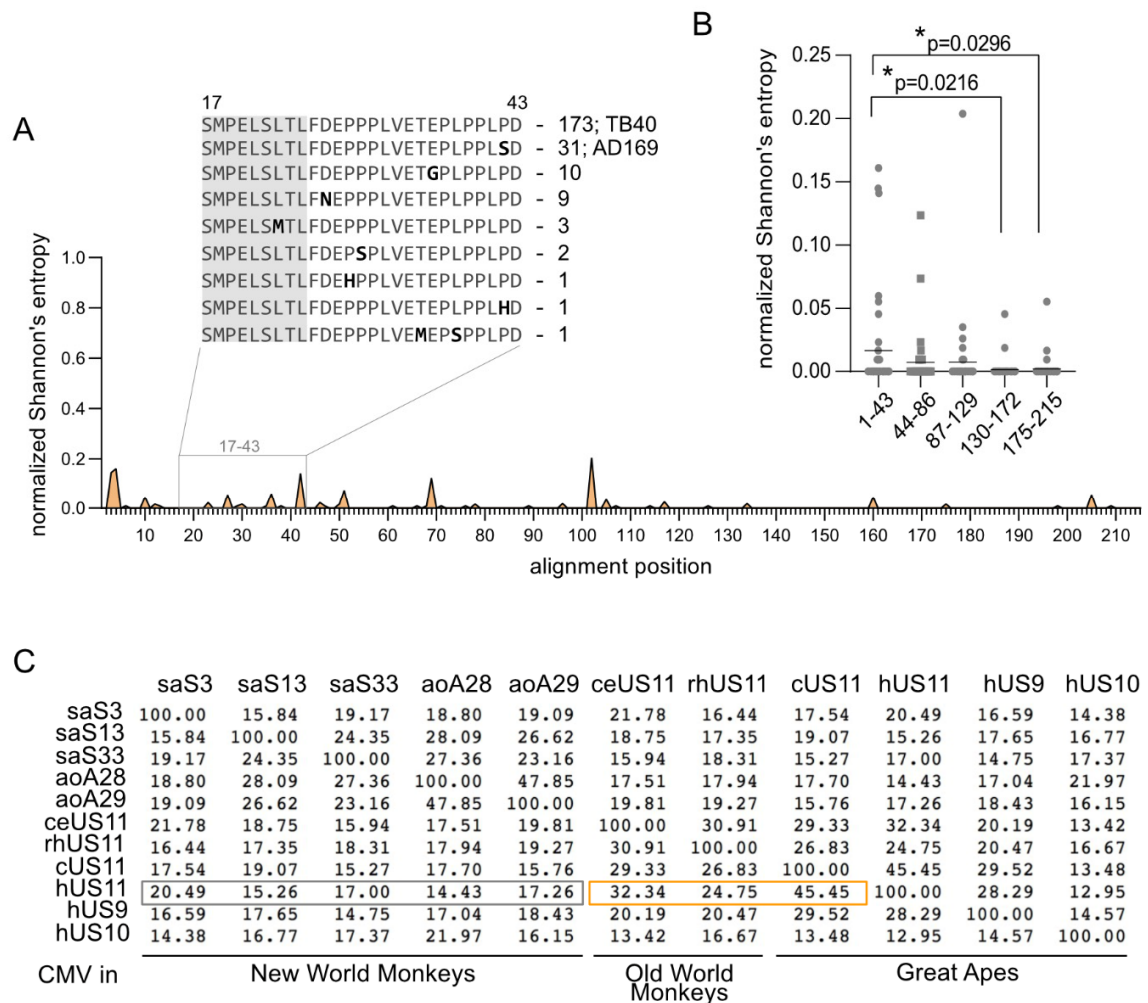 A
17 43
SMPELSLTLFDEPPPLVETEPLPPLPD - 173; TB40
SMPELSLTLFDEPPPLVETEPLPPLSD - 31; AD169
SMPELSLTLFDEPPPLVETGPLPPLPD - 10
SMPELSLTLFNEPPPLVETEPLPPLPD - 9
SMPELSMTLFDEPPPLVETEPLPPLPD - 3
SMPELSLTLFDEPSPLVETEPLPPLPD - 2
SMPELSLTLFDEHPPLVETEPLPPLPD - 1
SMPELSLTLFDEPPPLVETEPLPPLHD - 1
SMPELSLTLFDEPPPLVEMEPSPPLPD - 1
normalized Shannon's entropy
1.0
0.8
0.6
0.4
0.2
0.0
17-43
10 20 30 40 50 60 70 80 90 100 110 120 130 140 150 160 170 180 190 200 210
alignment position
B
normalized Shannon's entropy
0.25
0.20
0.15
0.10
0.05
0.00
* p=0.0296
* p=0.0216
1-43 44-86 87-129 130-172 175-215
C
saS3 saS13 saS33 aoA28 aoA29 ceUS11 rhUS11 cUS11 hUS11 hUS9 hUS10
saS3 100.00 15.84 19.17 18.80 19.09 21.78 16.44 17.54 20.49 16.59 14.38
saS13 15.84 100.00 24.35 28.09 26.62 18.75 17.35 19.07 15.26 17.65 16.77
saS33 19.17 24.35 100.00 27.36 23.16 15.94 18.31 15.27 17.00 14.75 17.37
aoA28 18.80 28.09 27.36 100.00 47.85 17.51 17.94 17.70 14.43 17.04 21.97
aoA29 19.09 26.62 23.16 47.85 100.00 19.81 19.27 15.76 17.26 18.43 16.15
ceUS11 21.78 18.75 15.94 17.51 19.81 100.00 30.91 29.33 32.34 20.19 13.42
rhUS11 16.44 17.35 18.31 17.94 19.27 30.91 100.00 26.83 24.75 20.47 16.67
cUS11 17.54 19.07 15.27 17.70 15.76 29.33 26.83 100.00 45.45 29.52 13.48
hUS11 20.49 15.26 17.00 14.43 17.26 32.34 24.75 45.45 100.00 28.29 12.95
hUS9 16.59 17.65 14.75 17.04 18.43 20.19 20.47 29.52 28.29 100.00 14.57
hUS10 14.38 16.77 17.37 21.97 16.15 13.42 16.67 13.48 12.95 14.57 100.00
CMV in New World Monkeys Old World Great Apes
Monkeys